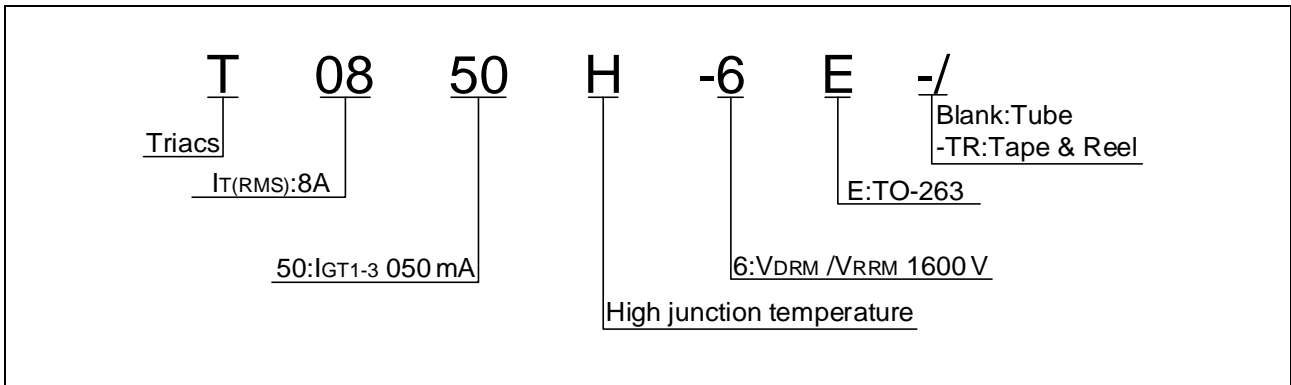 T 08 50 H -6 E -/
Blank:Tube
Triacs
-TR:Tape & Reel
IT(RMS):8A
E:TO-263
50:IGT1-3 050 mA
6:VDRM /VRRM 1600 V
High junction temperature